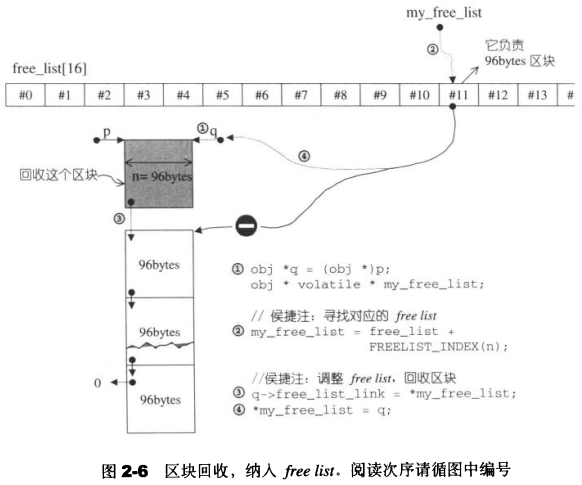 my_free_list
②
它负责
96bytes 区块
free_list[16]
#0 #1 #2 #3 #4 #5 #6 #7 #8 #9 #10 #11 #12 #13 #
p ① q
④
回收这个区块
n= 96bytes
③
96bytes
96bytes
0
96bytes
① obj *q = (obj *)p;
obj * volatile * my_free_list;
// 侯捷注：寻找对应的 free list
② my_free_list = free_list +
FREELIST_INDEX(n);
//侯捷注：调整 free list，回收区块
③ q->free_list_link = *my_free_list;
④ *my_free_list = q;
图 2-6 区块回收，纳入 free list。阅读次序请循图中编号